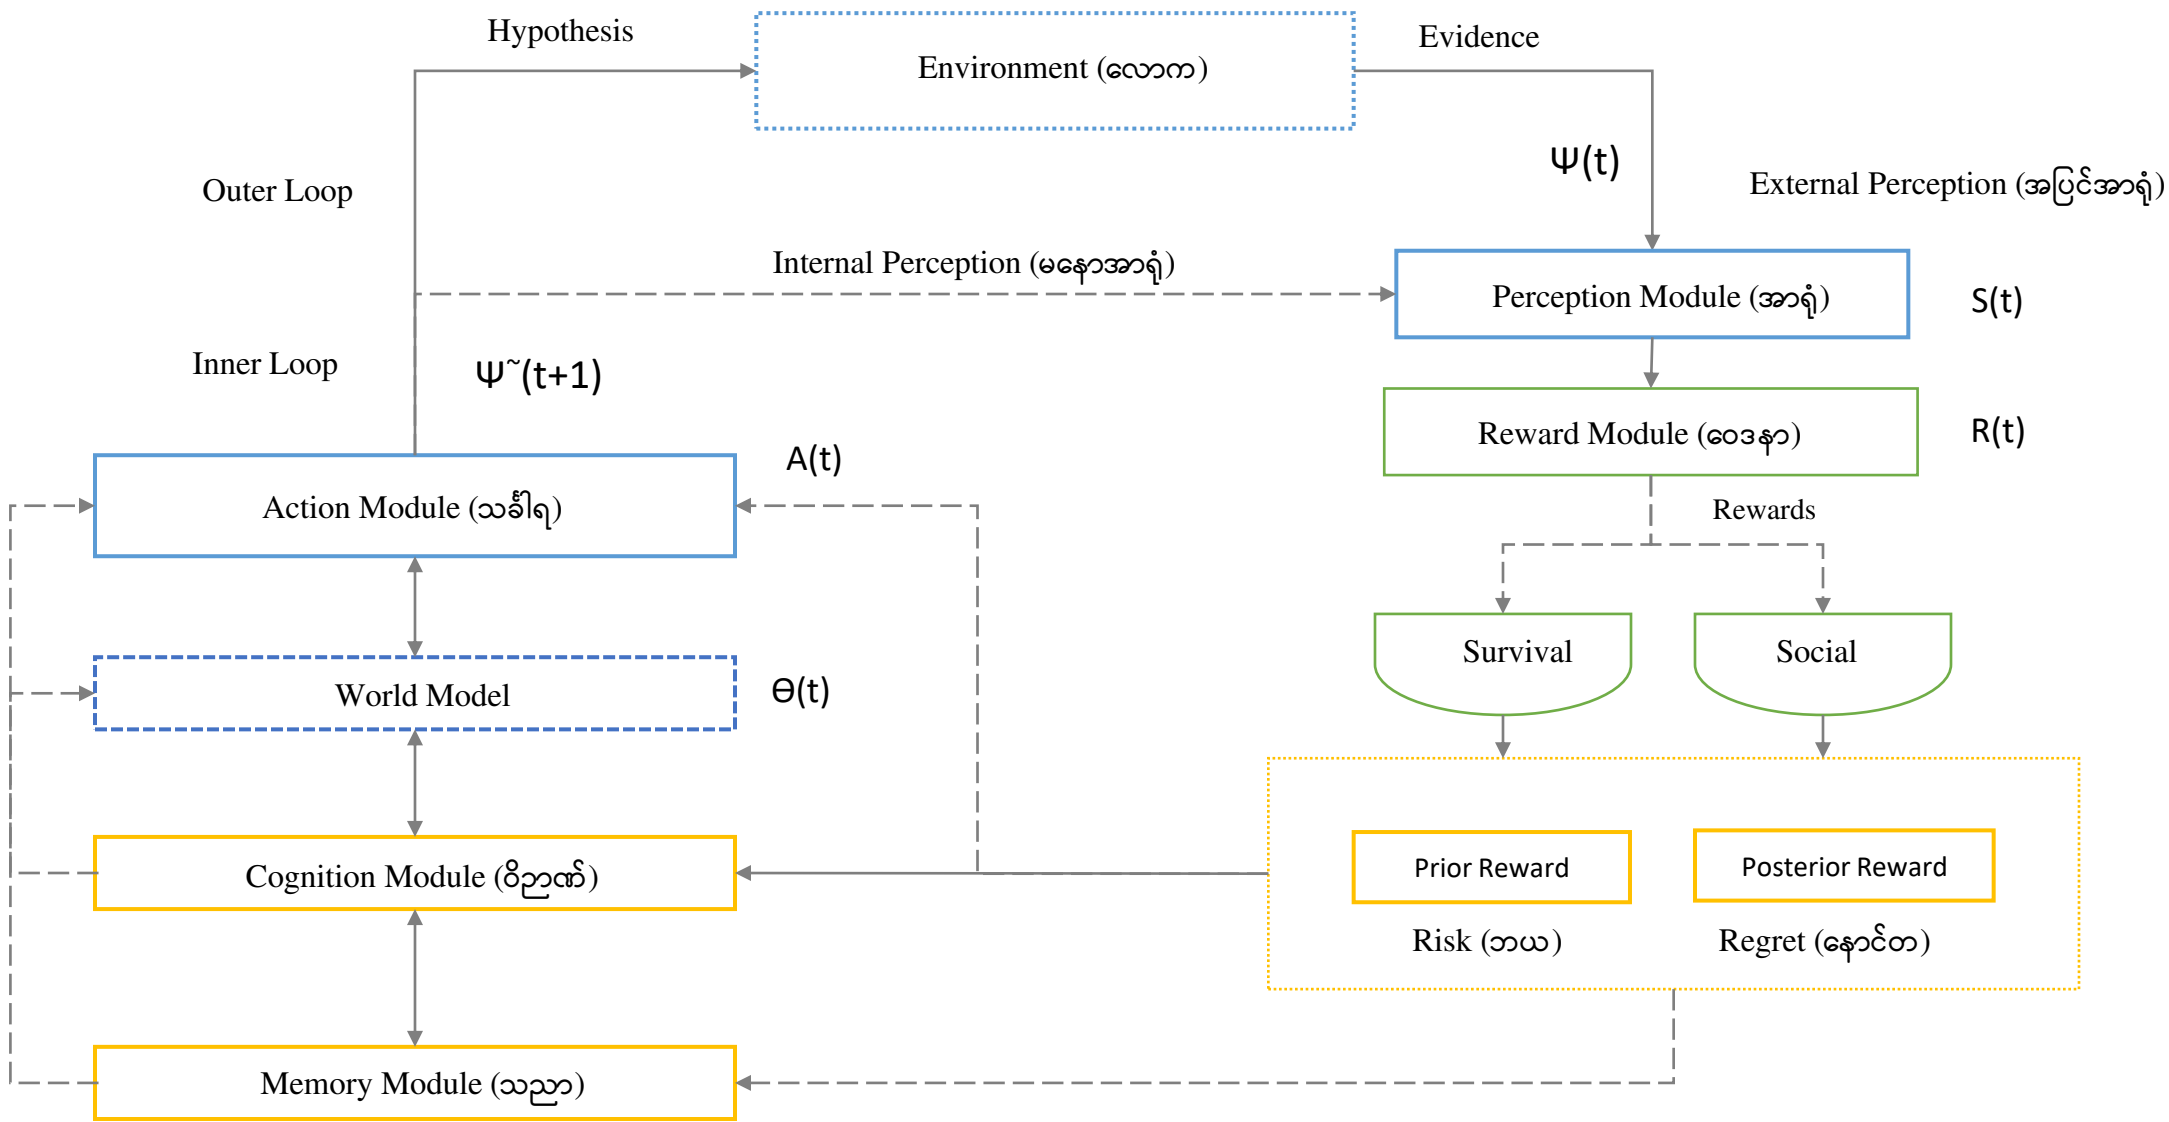 Hypothesis
Environment (လောက)
Evidence
Ψ(t)
Outer Loop
External Perception (အပြင်အာရုံ)
Internal Perception (မနောအာရုံ)
Perception Module (အာရုံ)
S(t)
Inner Loop
Ψ~(t+1)
Reward Module (ဝေဒနာ)
R(t)
A(t)
Action Module (သင်္ခါရ)
Rewards
Survival
Social
World Model
Ɵ(t)
Cognition Module (ဝိညာဏ်)
Prior Reward
Posterior Reward
Risk (ဘယ)
Regret (နောင်တ)
Memory Module (သညာ)